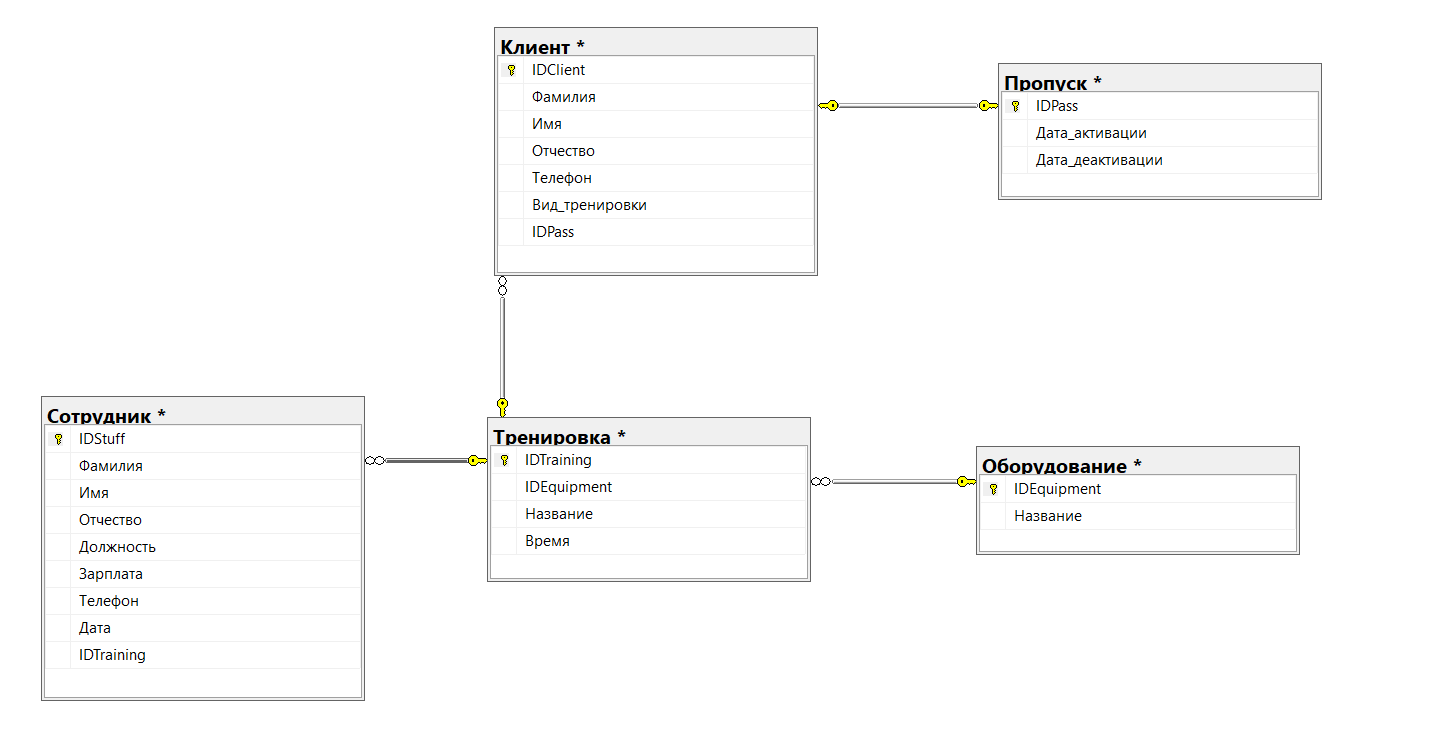 Клиент *
IDClient
Фамилия
Имя
Отчество
Телефон
Вид_тренировки
IDPass
Пропуск *
IDPass
Дата_активации
Дата_деактивации
Сотрудник *
IDStuff
Фамилия
Имя
Отчество
Должность
Зарплата
Телефон
Дата
IDTraining
Тренировка *
IDTraining
IDEquipment
Название
Время
Оборудование *
IDEquipment
Название